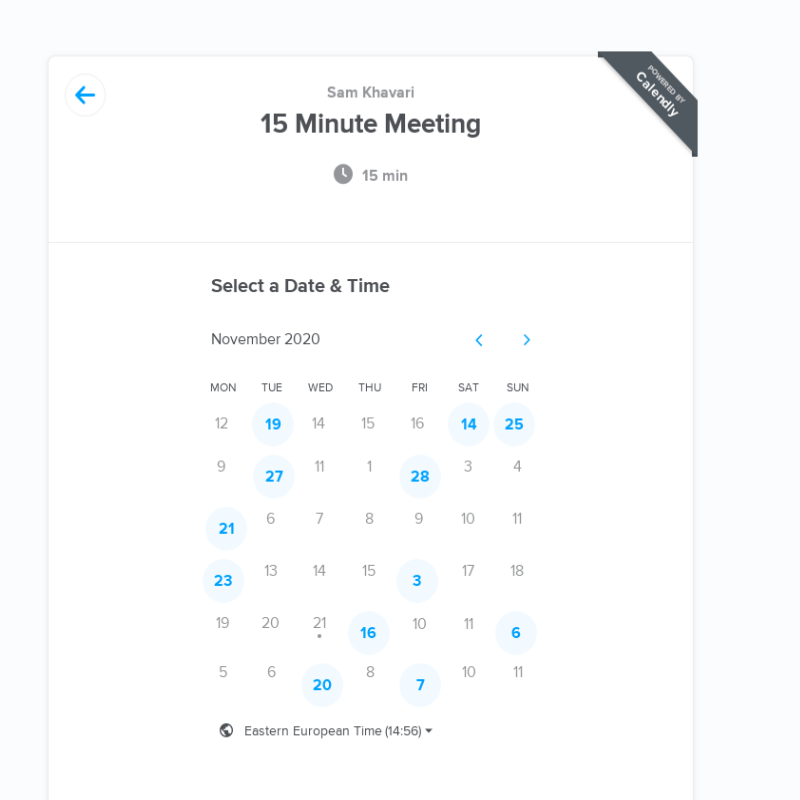 Sam Khavari
15 Minute Meeting
15 min
POWERED BY
Calendly
Select a Date & Time
November 2020
MON TUE WED THU FRI SAT SUN
12 19 14 15 16 14 25
9 27 11 1 28 3 4
21 6 7 8 9 10 11
23 13 14 15 3 17 18
19 20 21 16 10 11 6
5 6 20 8 7 10 11
Eastern European Time (14:56)